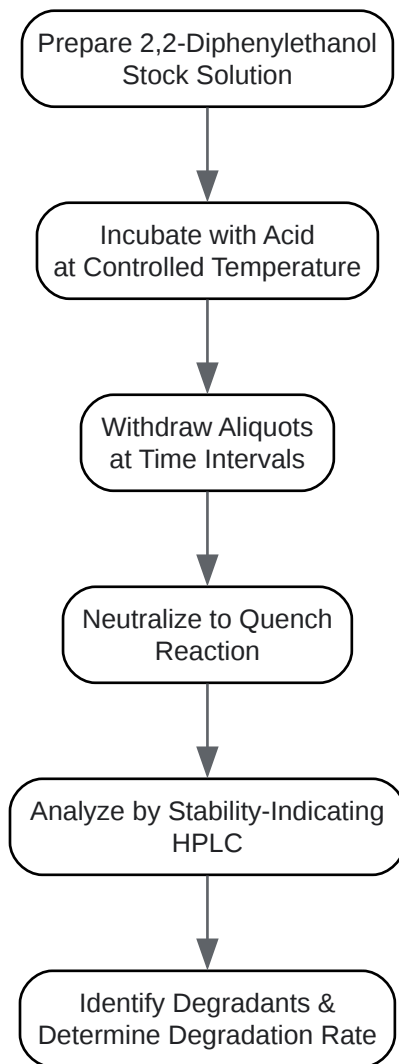 Prepare 2,2-Diphenylethanol
Stock Solution
Incubate with Acid
at Controlled Temperature
Withdraw Aliquots
at Time Intervals
Neutralize to Quench
Reaction
Analyze by Stability-Indicating
HPLC
Identify Degradants &
Determine Degradation Rate